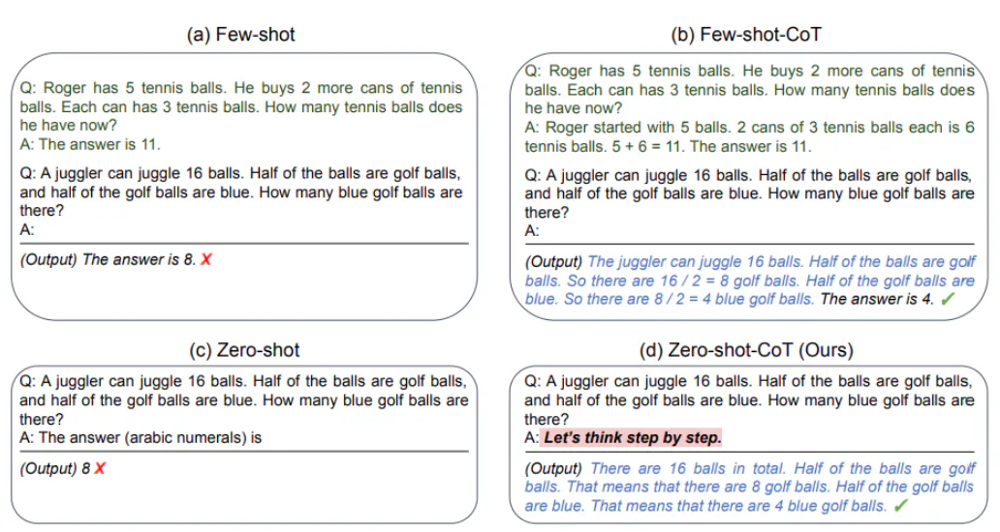 (a) Few-shot
Q: Roger has 5 tennis balls. He buys 2 more cans of tennis
balls. Each can has 3 tennis balls. How many tennis balls does
he have now?
A: The answer is 11.
Q: A juggler can juggle 16 balls. Half of the balls are golf balls,
and half of the golf balls are blue. How many blue golf balls are
there?
A:
(Output) The answer is 8. ✗
(b) Few-shot-CoT
Q: Roger has 5 tennis balls. He buys 2 more cans of tennis
balls. Each can has 3 tennis balls. How many tennis balls does
he have now?
A: Roger started with 5 balls. 2 cans of 3 tennis balls each is 6
tennis balls. 5 + 6 = 11. The answer is 11.
Q: A juggler can juggle 16 balls. Half of the balls are golf balls,
and half of the golf balls are blue. How many blue golf balls are
there?
A:
(Output) The juggler can juggle 16 balls. Half of the balls are golf
balls. So there are 16 / 2 = 8 golf balls. Half of the golf balls are
blue. So there are 8 / 2 = 4 blue golf balls. The answer is 4. ✓
(c) Zero-shot
Q: A juggler can juggle 16 balls. Half of the balls are golf balls,
and half of the golf balls are blue. How many blue golf balls are
there?
A: The answer (arabic numerals) is
(Output) 8 ✗
(d) Zero-shot-CoT (Ours)
Q: A juggler can juggle 16 balls. Half of the balls are golf balls,
and half of the golf balls are blue. How many blue golf balls are
there?
A: Let's think step by step.
(Output) There are 16 balls in total. Half of the balls are golf
balls. That means that there are 8 golf balls. Half of the golf balls
are blue. That means that there are 4 blue golf balls. ✓